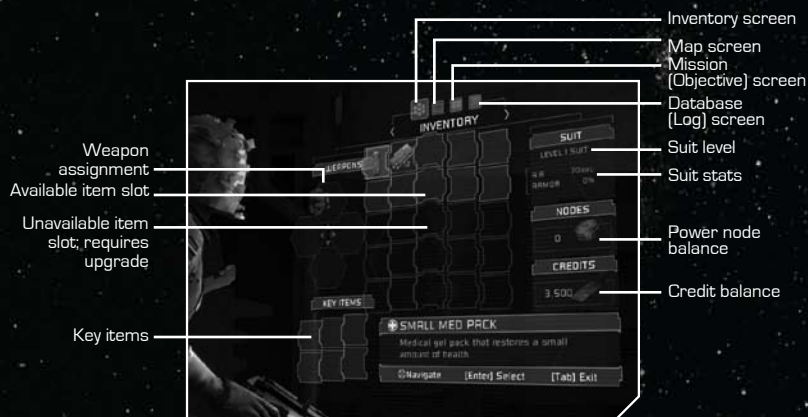 Inventory screen
Map screen
Mission
(Objective) screen
Database
(Log) screen
Suit level
Suit stats
Power node
balance
Credit balance
Weapon
assignment
Available item slot
Unavailable item
slot; requires
upgrade
Key items
INVENTORY
WEAPONS
SUIT
LEVEL 1 SUIT
ARMOR 0%
NODES
0
CREDITS
3,500
KEY ITEMS
SMALL MED PACK
Medical gel pack that restores a small
amount of health
Navigate [Enter] Select [Tab] Exit